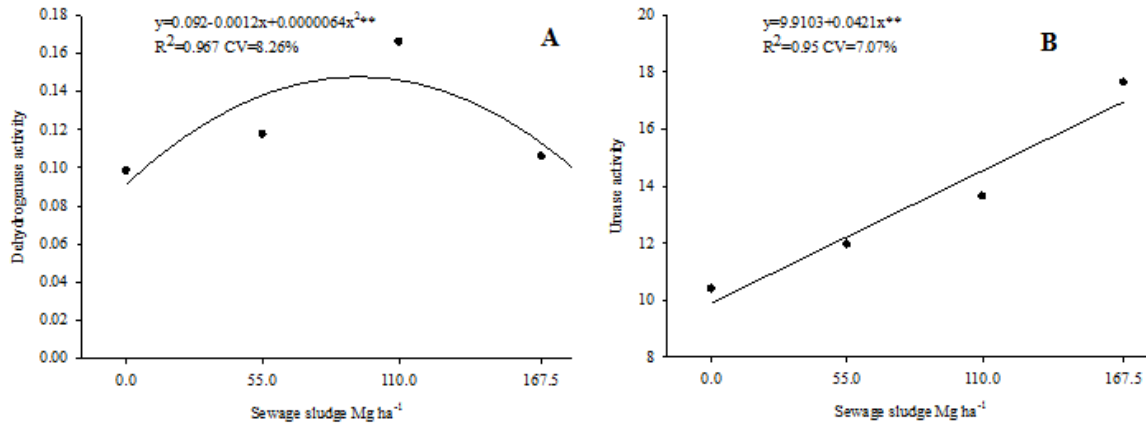 y=0.092-0.0012x+0.0000064x²**
R²=0.967 CV=8.26%
A
0.18
0.16
0.14
0.12
0.10
0.08
0.06
0.04
0.02
0.00
Dehydrogenase activity
0.0 55.0 110.0 167.5
Sewage sludge Mg ha⁻¹
y=9.9103+0.0421x**
R²=0.95 CV=7.07%
B
20
18
16
14
12
10
8
Urease activity
0.0 55.0 110.0 167.5
Sewage sludge Mg ha⁻¹